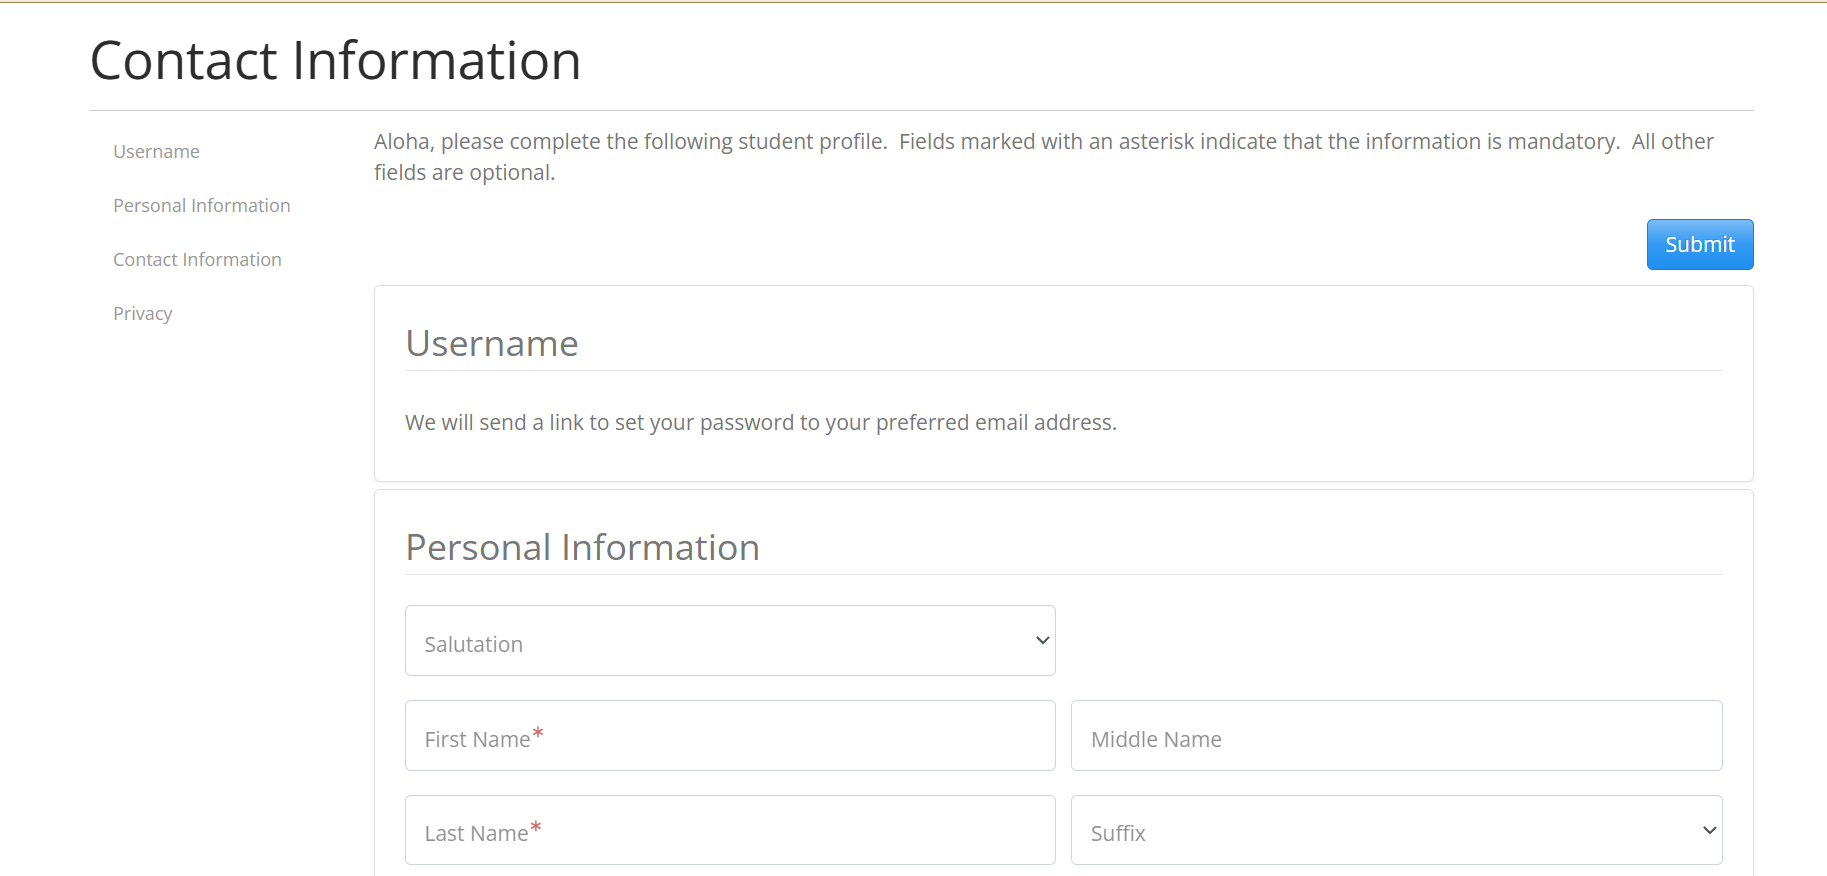 Contact Information
Username
Personal Information
Contact Information
Privacy
Aloha, please complete the following student profile.  Fields marked with an asterisk indicate that the information is mandatory.  All other
fields are optional.
Submit
Username
We will send a link to set your password to your preferred email address.
Personal Information
Salutation
First Name*
Middle Name
Last Name*
Suffix